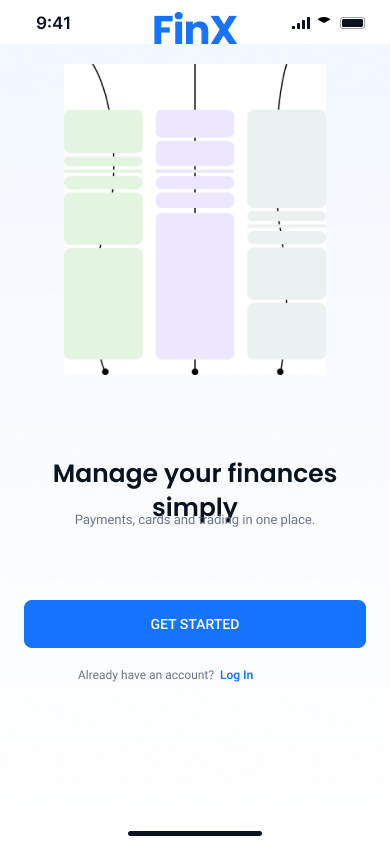 9:41
FinX
Manage your finances
simply
Payments, cards and trading in one place.
GET STARTED
Already have an account? Log In